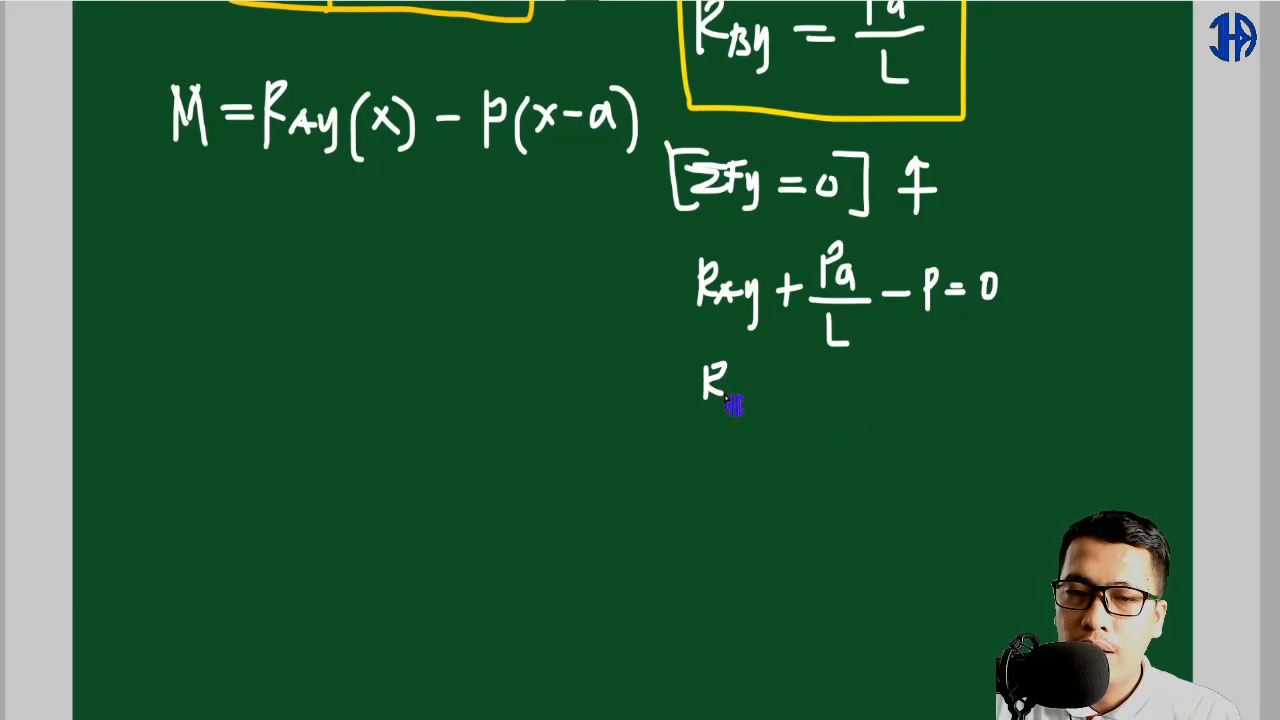 R_By = Pa/L
M = R_Ay(x) - P(x-a)
[ΣFy = 0] ↑+
R_Ay + Pa/L - P = 0
R